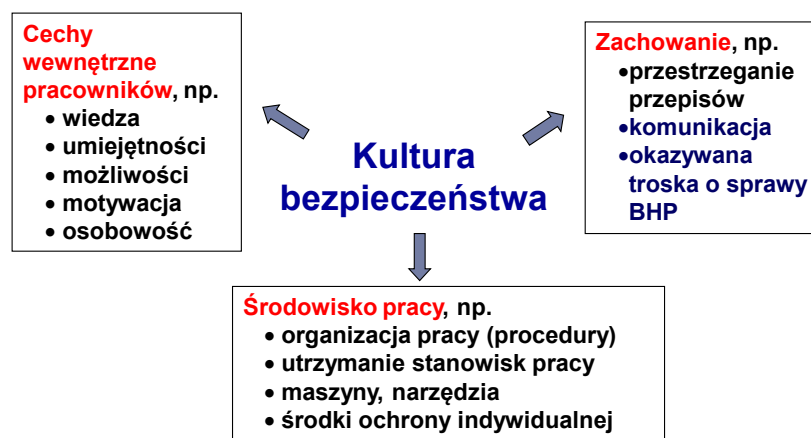 Cechy
wewnętrzne
pracowników, np.
• wiedza
• umiejętności
• możliwości
• motywacja
• osobowość
Kultura
bezpieczeństwa
Zachowanie, np.
•przestrzeganie
przepisów
•komunikacja
•okazywana
troska o sprawy
BHP
Środowisko pracy, np.
• organizacja pracy (procedury)
• utrzymanie stanowisk pracy
• maszyny, narzędzia
• środki ochrony indywidualnej